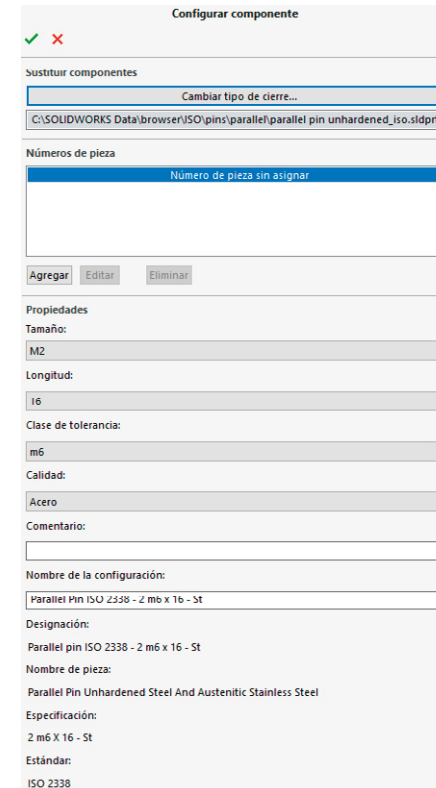 Configurar componente
Sustituir componentes
Cambiar tipo de cierre...
C:\SOLIDWORKS Data\browser\ISO\pins\parallel\parallel pin unhardened_iso.sldpr
Números de pieza
Número de pieza sin asignar
Agregar Editar Eliminar
Propiedades
Tamaño:
M2
Longitud:
16
Clase de tolerancia:
m6
Calidad:
Acero
Comentario:
Nombre de la configuración:
Parallel Pin ISO 2338 - 2 m6 x 16 - St
Designación:
Parallel pin ISO 2338 - 2 m6 x 16 - St
Nombre de pieza:
Parallel Pin Unhardened Steel And Austenitic Stainless Steel
Especificación:
2 m6 X 16 - St
Estándar:
ISO 2338